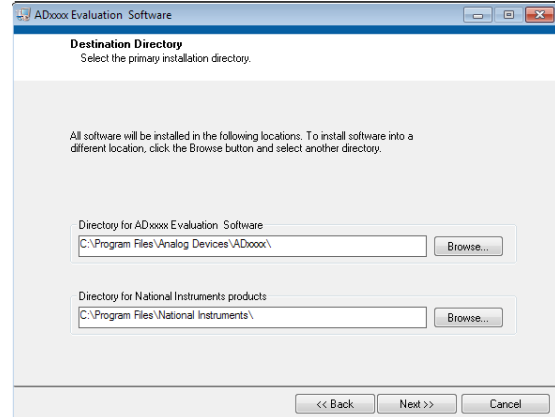 ADxxxx Evaluation Software
Destination Directory
Select the primary installation directory.
All software will be installed in the following locations. To install software into a
different location, click the Browse button and select another directory.
Directory for ADxxxx Evaluation Software
C:\Program Files\Analog Devices\ADxxxx\
Browse...
Directory for National Instruments products
C:\Program Files\National Instruments\
Browse...
<< Back
Next >>
Cancel